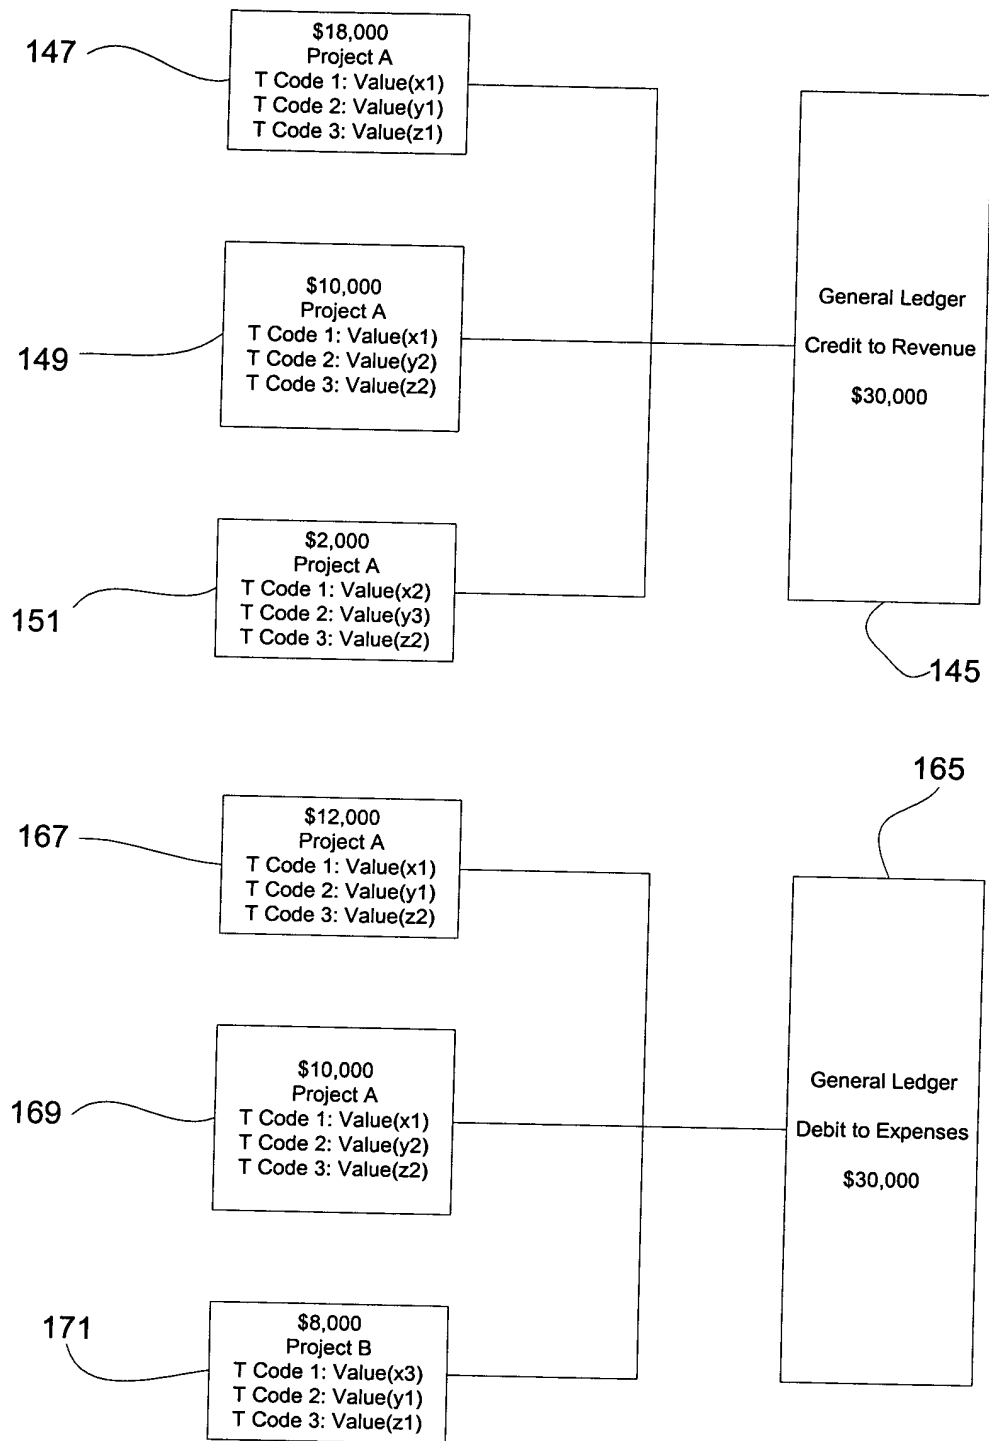 147
$18,000
Project A
T Code 1: Value(x1)
T Code 2: Value(y1)
T Code 3: Value(z1)
149
$10,000
Project A
T Code 1: Value(x1)
T Code 2: Value(y2)
T Code 3: Value(z2)
151
$2,000
Project A
T Code 1: Value(x2)
T Code 2: Value(y3)
T Code 3: Value(z2)
General Ledger
Credit to Revenue
$30,000
145
167
$12,000
Project A
T Code 1: Value(x1)
T Code 2: Value(y1)
T Code 3: Value(z2)
169
$10,000
Project A
T Code 1: Value(x1)
T Code 2: Value(y2)
T Code 3: Value(z2)
171
$8,000
Project B
T Code 1: Value(x3)
T Code 2: Value(y1)
T Code 3: Value(z1)
165
General Ledger
Debit to Expenses
$30,000